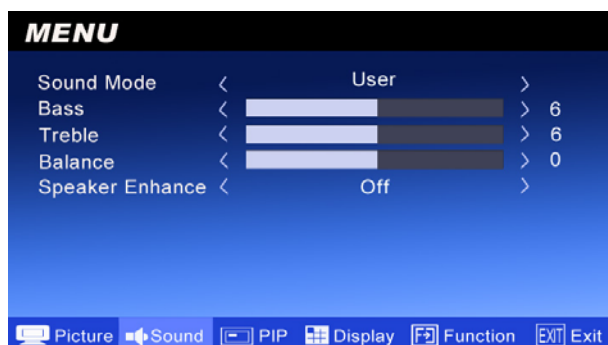 MENU
Sound Mode < User >
Bass < > 6
Treble < > 6
Balance < > 0
Speaker Enhance < Off >
Picture Sound PIP Display Function EXIT Exit